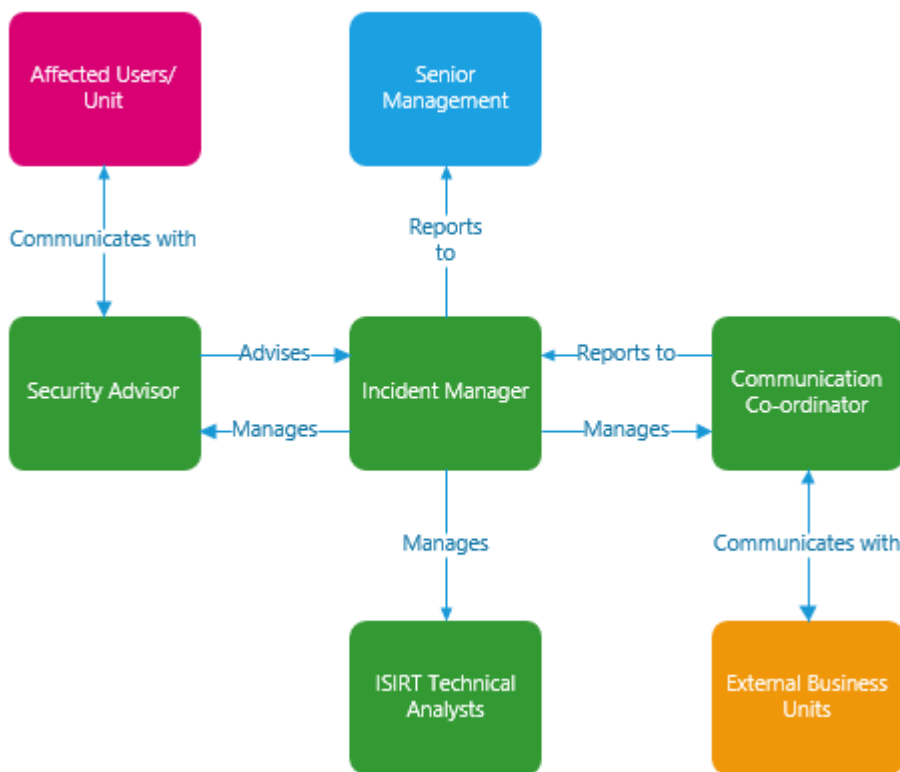 Affected Users/
Unit
Senior
Management
Communicates with
Reports
to
Security Advisor
Advises
Manages
Incident Manager
Reports to
Manages
Communication
Co-ordinator
Manages
Communicates with
ISIRT Technical
Analysts
External Business
Units